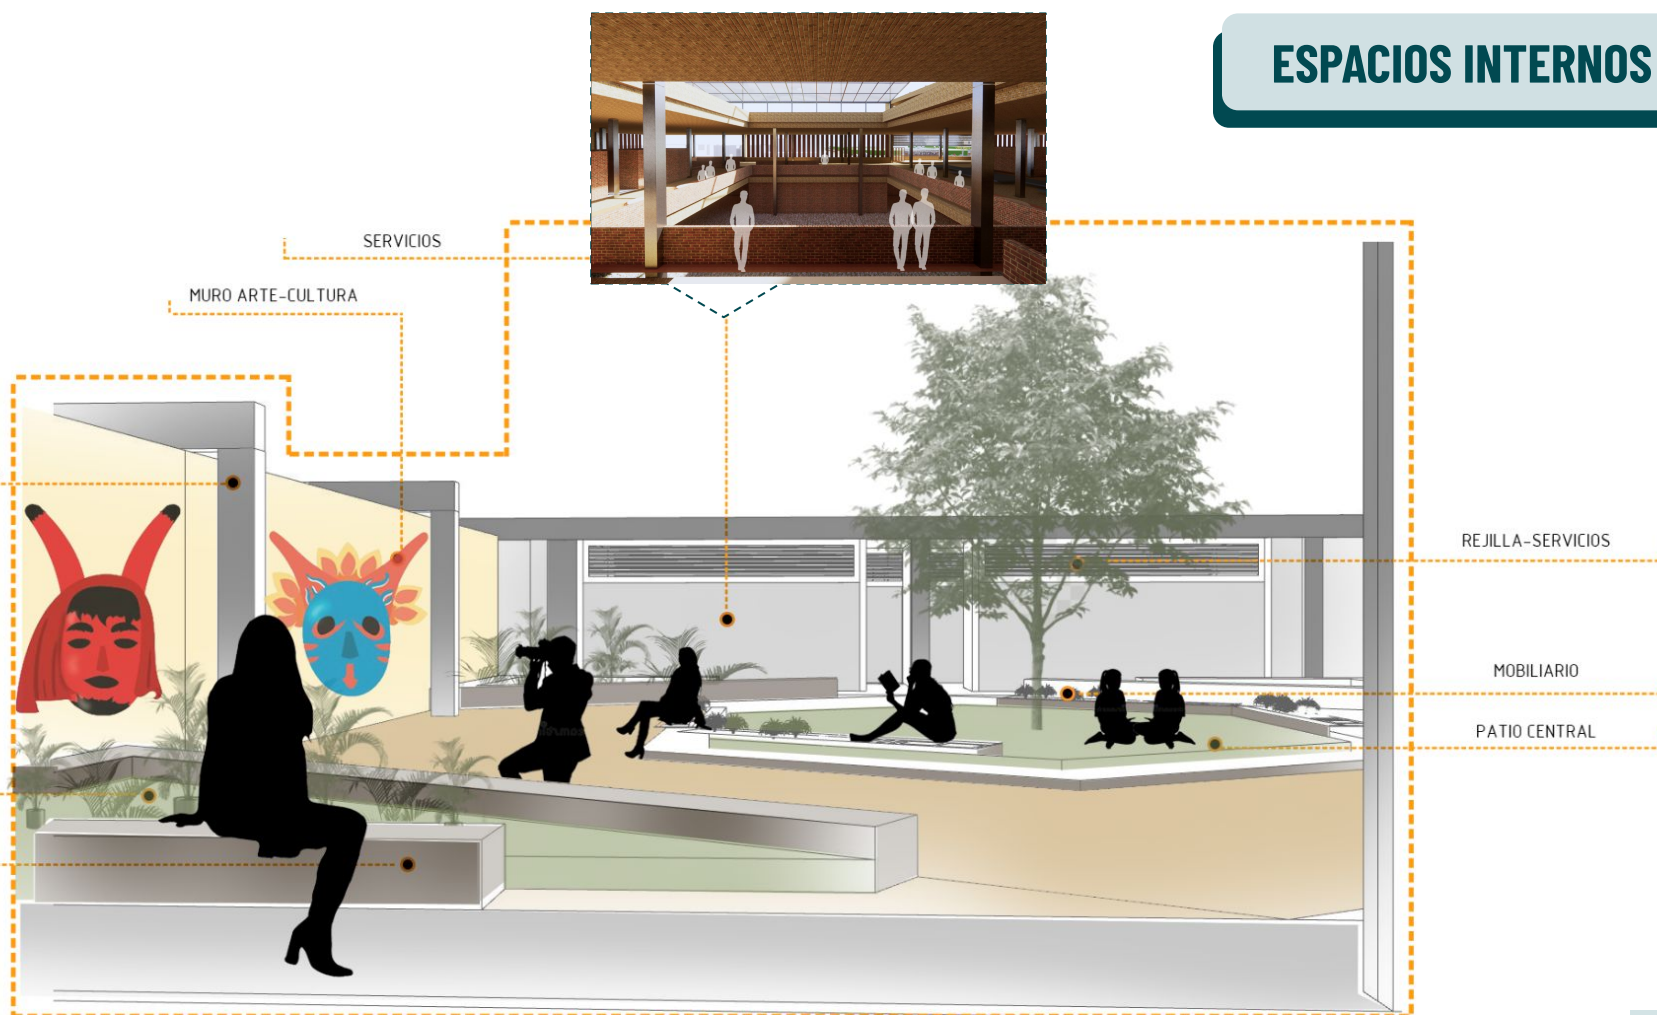 ESPACIOS INTERNOS
SERVICIOS
MURO ARTE-CULTURA
REJILLA-SERVICIOS
MOBILIARIO
PATIO CENTRAL